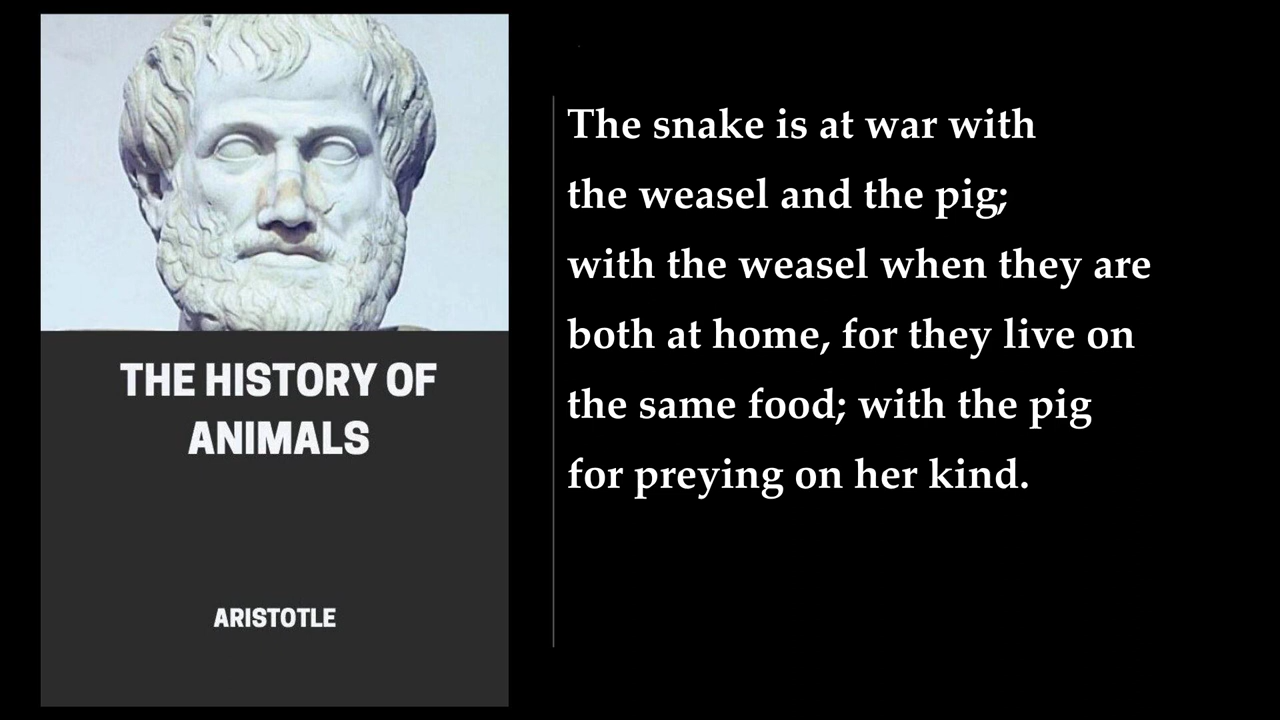 THE HISTORY OF
ANIMALS
ARISTOTLE
The snake is at war with
the weasel and the pig;
with the weasel when they are
both at home, for they live on
the same food; with the pig
for preying on her kind.